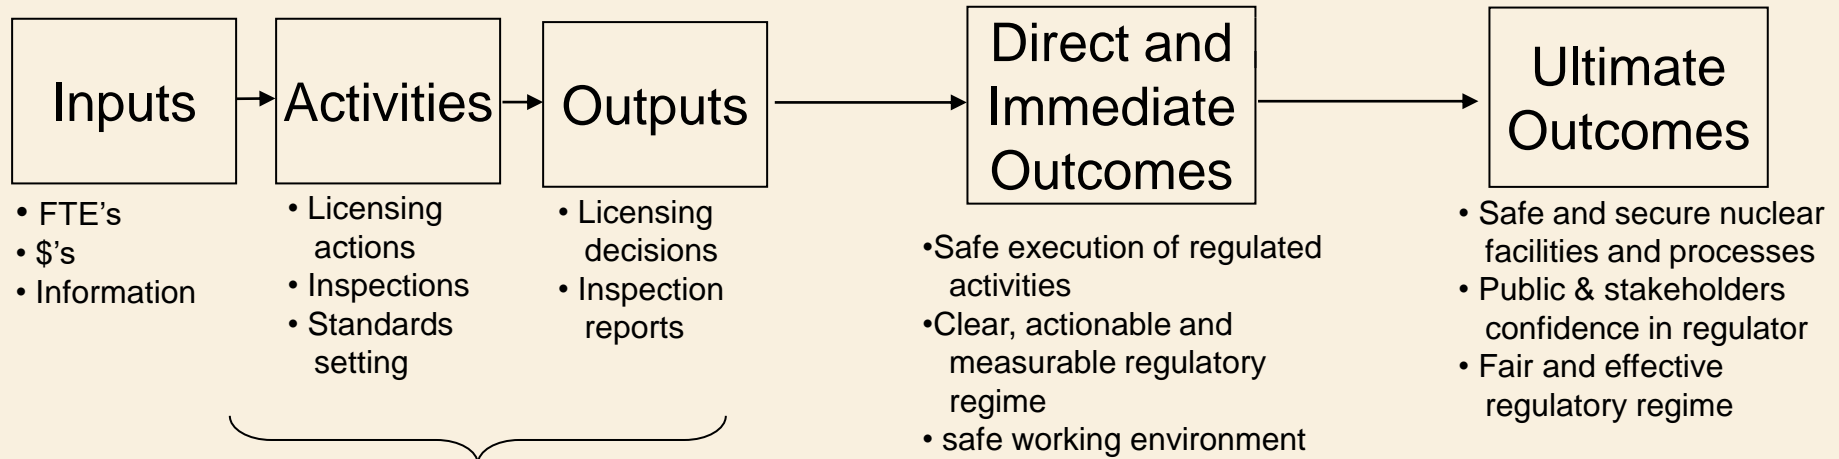 Inputs
Activities
Outputs
Direct and
Immediate
Outcomes
Ultimate
Outcomes
• FTE’s
• $’s
• Information
• Licensing
actions
• Inspections
• Standards
setting
• Licensing
decisions
• Inspection
reports
•Safe execution of regulated
activities
•Clear, actionable and
measurable regulatory
regime
• safe working environment
• Safe and secure nuclear
facilities and processes
• Public & stakeholders
confidence in regulator
• Fair and effective
regulatory regime